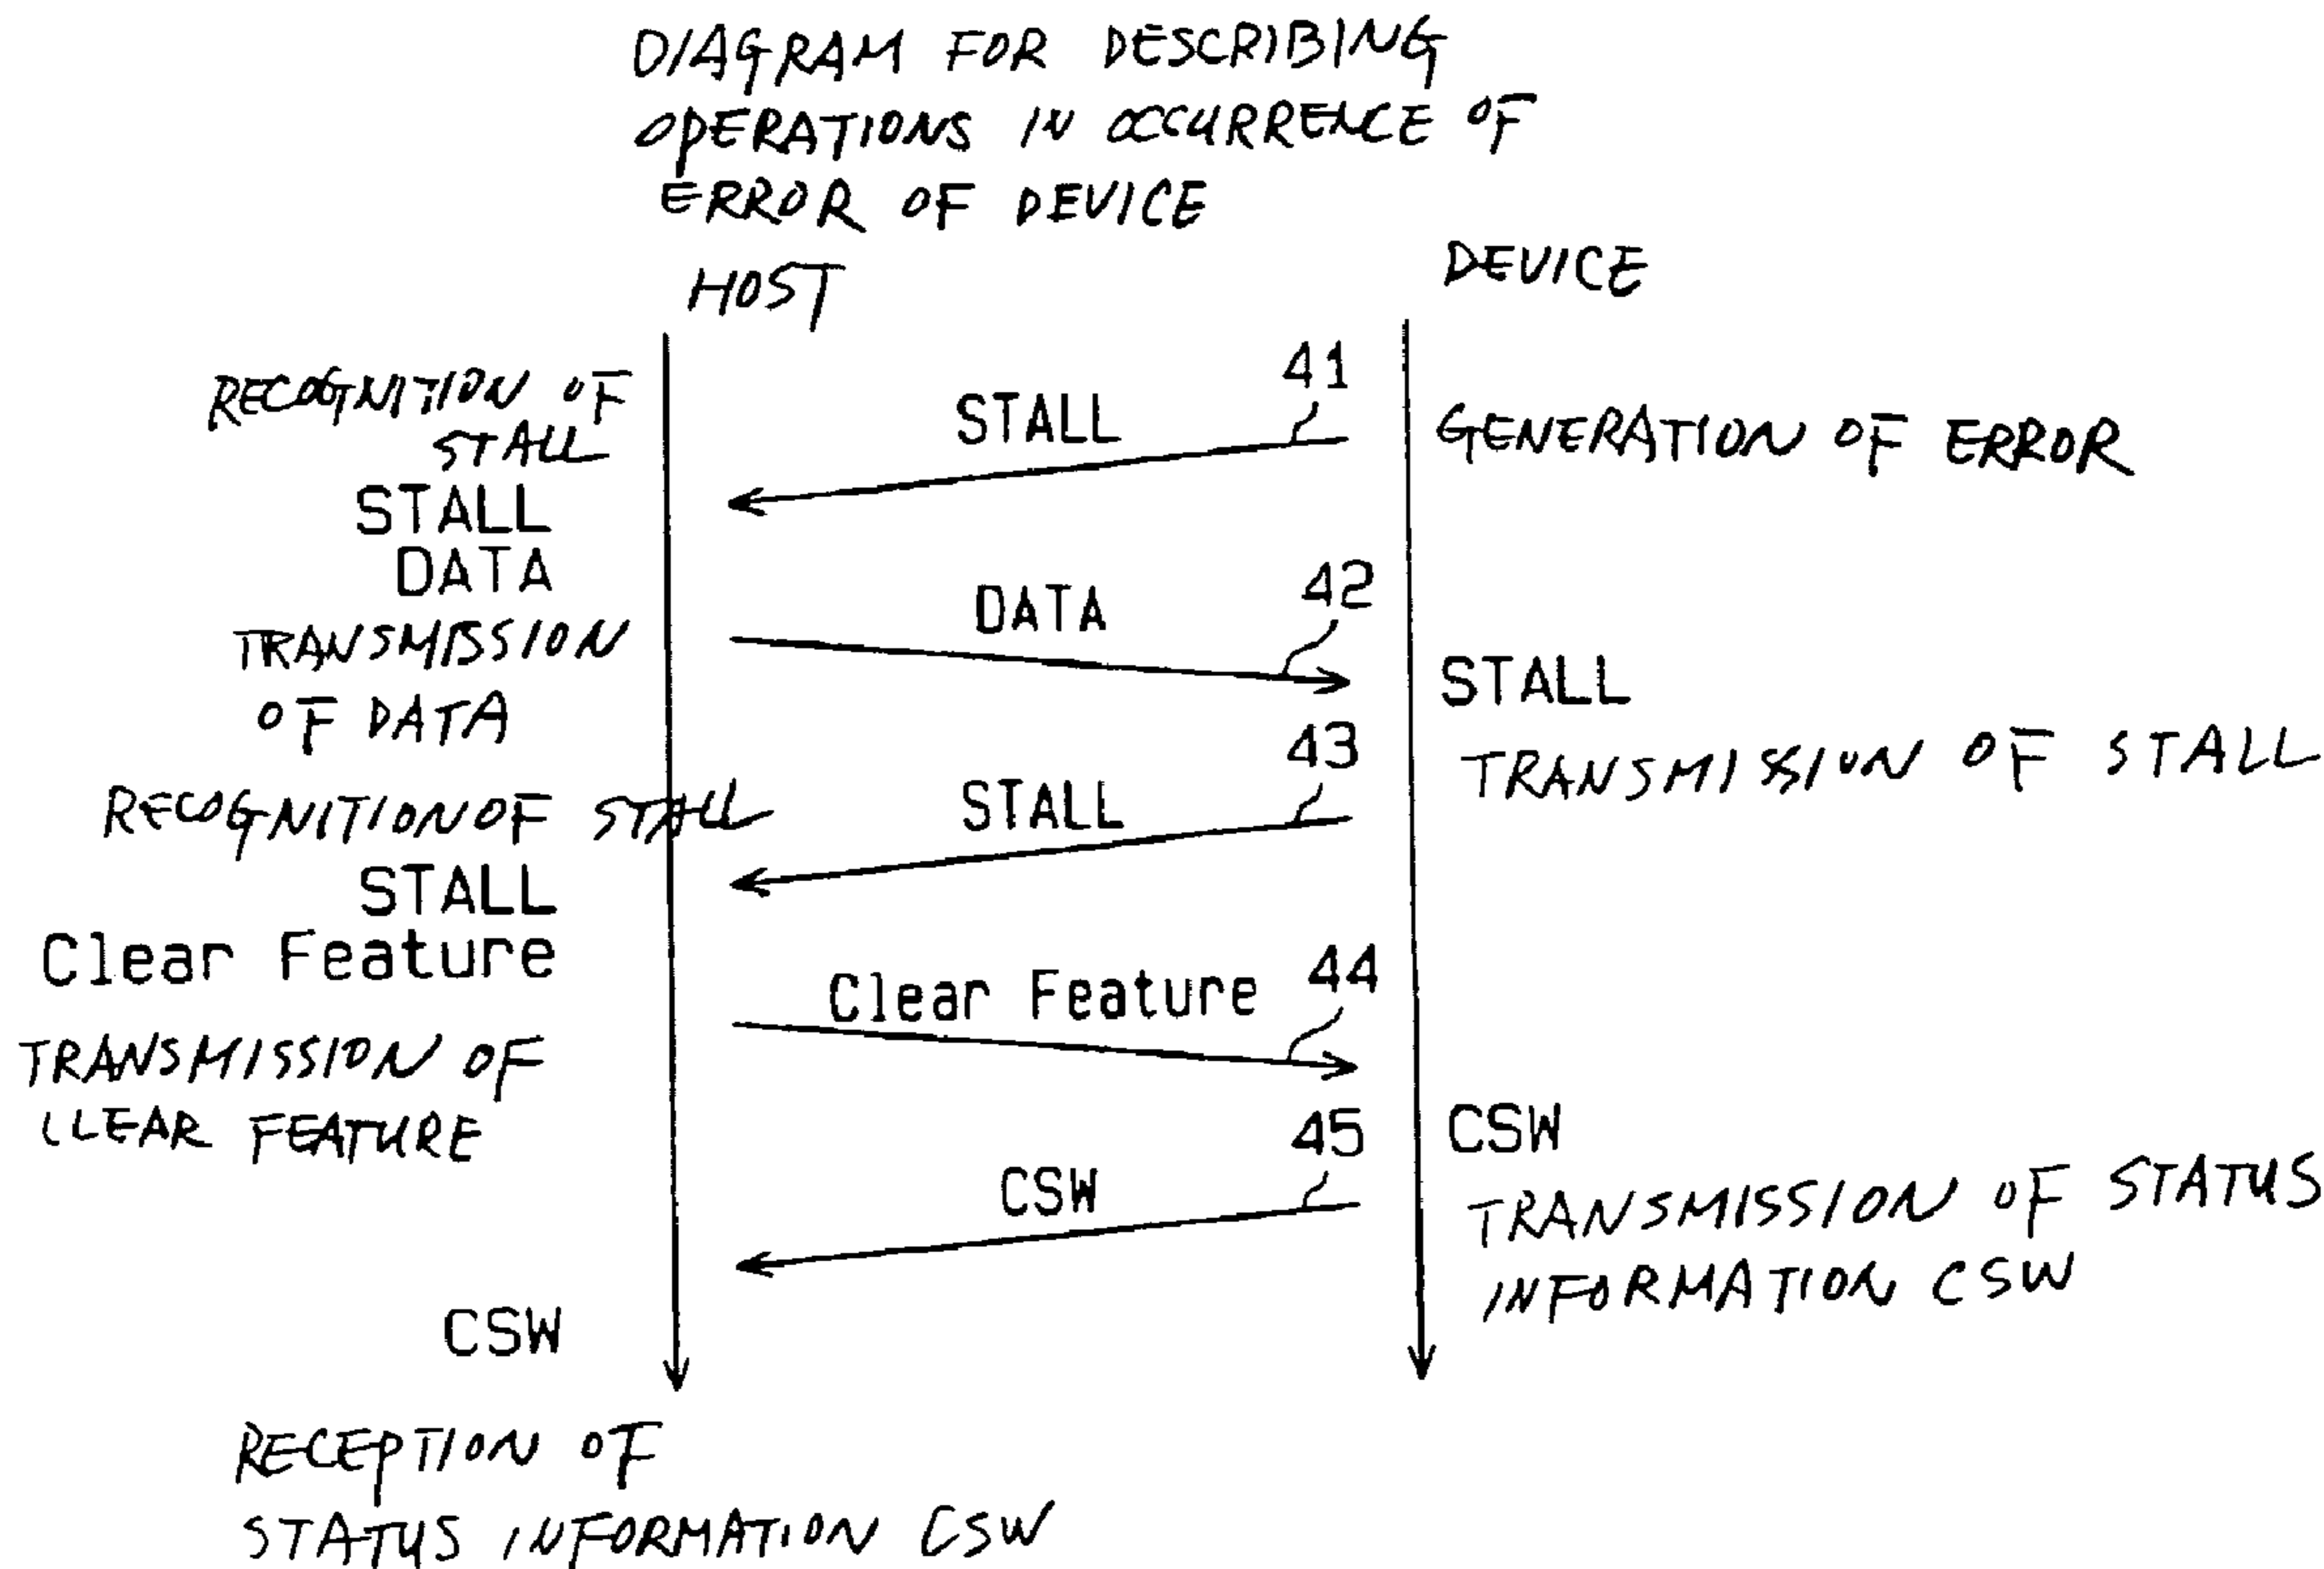 DIAGRAM FOR DESCRIBING
OPERATIONS IN OCCURRENCE OF
ERROR OF DEVICE
HOST
DEVICE
RECOGNITION OF
STALL
STALL
41
GENERATION OF ERROR
STALL
DATA
DATA
42
TRANSMISSION
OF DATA
STALL
TRANSMISSION OF STALL
43
STALL
RECOGNITION OF STALL
STALL
Clear Feature
Clear Feature
44
TRANSMISSION OF
CLEAR FEATURE
45
CSW
CSW
TRANSMISSION OF STATUS
INFORMATION CSW
CSW
RECEPTION OF
STATUS INFORMATION CSW